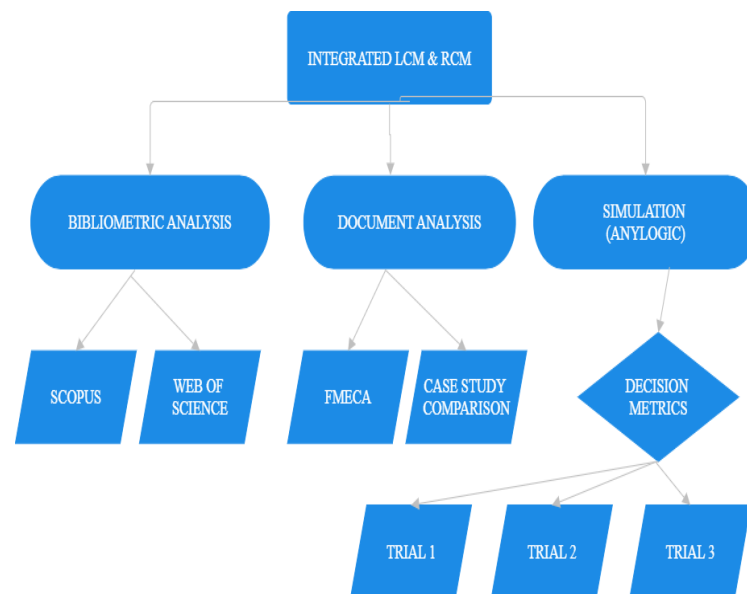 INTEGRATED LCM & RCM
BIBLIOMETRIC ANALYSIS
DOCUMENT ANALYSIS
SIMULATION
(ANYLOGIC)
SCOPUS
WEB OF
SCIENCE
FMECA
CASE STUDY
COMPARISON
DECISION
METRICS
TRIAL 1
TRIAL 2
TRIAL 3